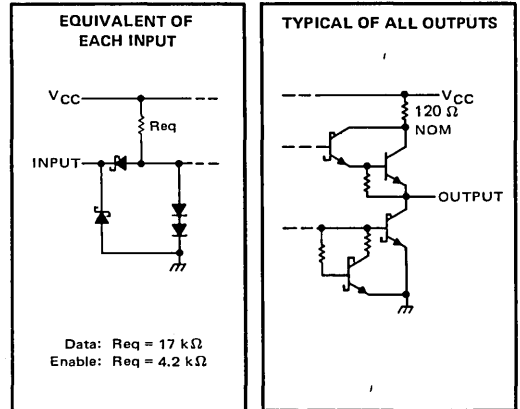 EQUIVALENT OF
EACH INPUT
VCC
Req
INPUT
Data: Req = 17 kΩ
Enable: Req = 4.2 kΩ
TYPICAL OF ALL OUTPUTS
VCC
120 Ω
NOM
OUTPUT